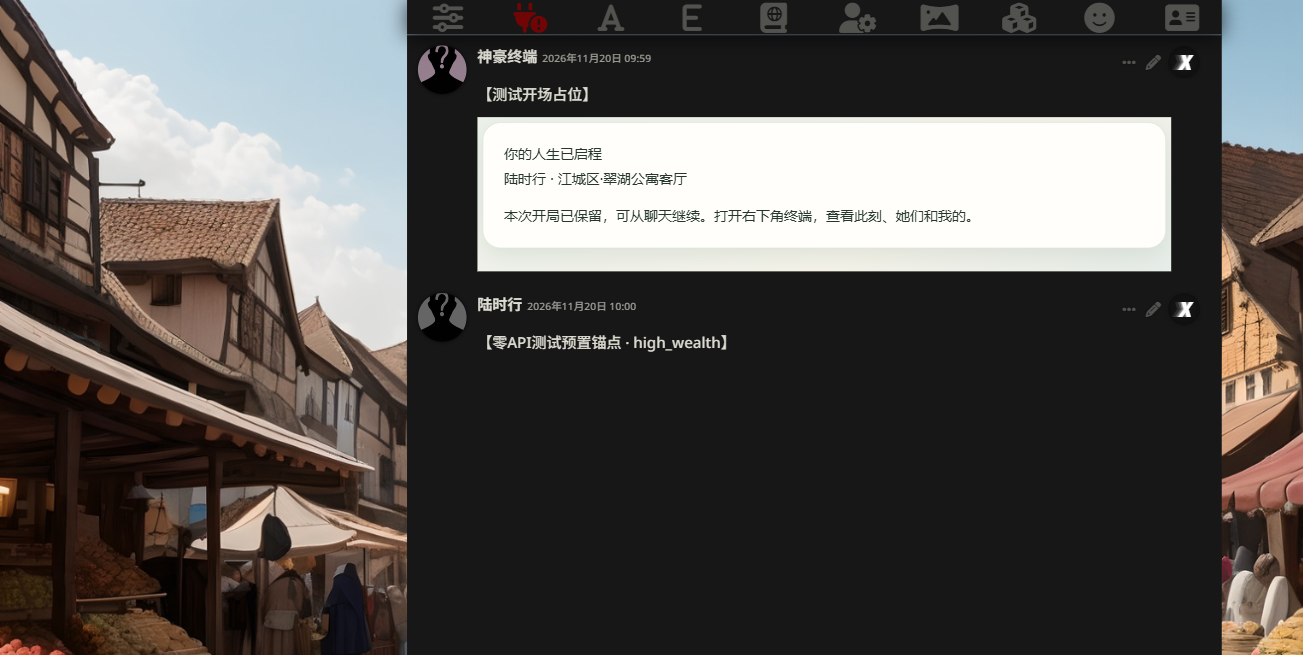 神豪终端 2026年11月20日 09:59
【测试开场占位】
你的人生已启程
陆时行 · 江城区·翠湖公寓客厅
本次开局已保留，可从聊天继续。打开右下角终端，查看此刻、她们和我的。
陆时行 2026年11月20日 10:00
【零API测试预置锚点 · high_wealth】